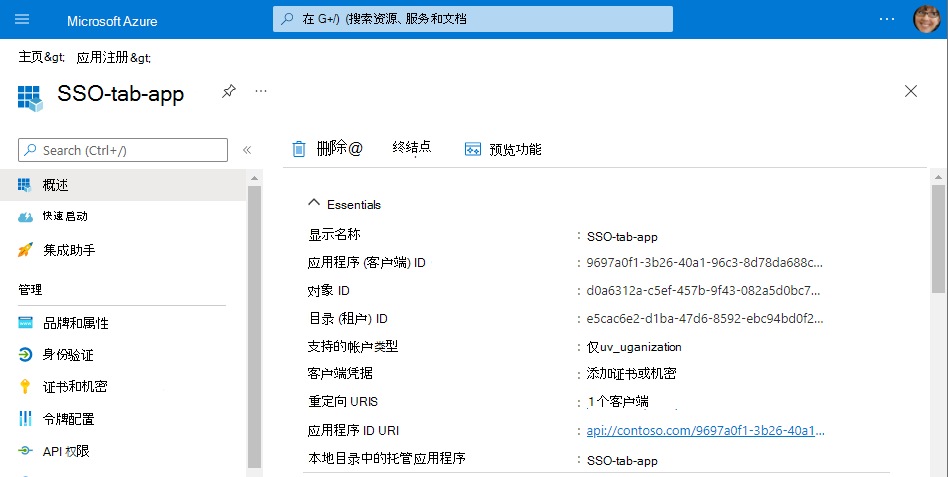 Microsoft Azure
在 G+/) (搜索资源、服务和文档
主页&gt; 应用注册&gt;
SSO-tab-app
Search (Ctrl+/)
删除@ 终结点 预览功能
概述
快速启动
集成助手
管理
品牌和属性
身份验证
证书和机密
令牌配置
API 权限
Essentials
显示名称 : SSO-tab-app
应用程序 (客户端) ID : 9697a0f1-3b26-40a1-96c3-8d78da688c...
对象 ID : d0a6312a-c5ef-457b-9f43-082a5d0bc7...
目录 (租户) ID : e5cac6e2-d1ba-47d6-8592-ebc94bd0f2...
支持的帐户类型 : 仅uv_uganization
客户端凭据 : 添加证书或机密
重定向 URIS : 1个客户端
应用程序 ID URI : api://contoso.com/9697a0f1-3b26-40a1...
本地目录中的托管应用程序 : SSO-tab-app